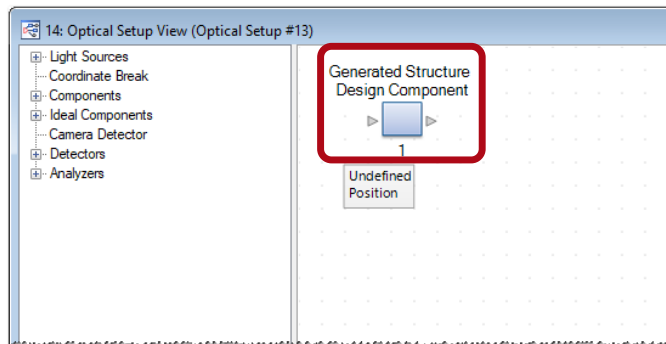 14: Optical Setup View (Optical Setup #13)
Light Sources
Coordinate Break
Components
Ideal Components
Camera Detector
Detectors
Analyzers
Generated Structure
Design Component
1
Undefined
Position